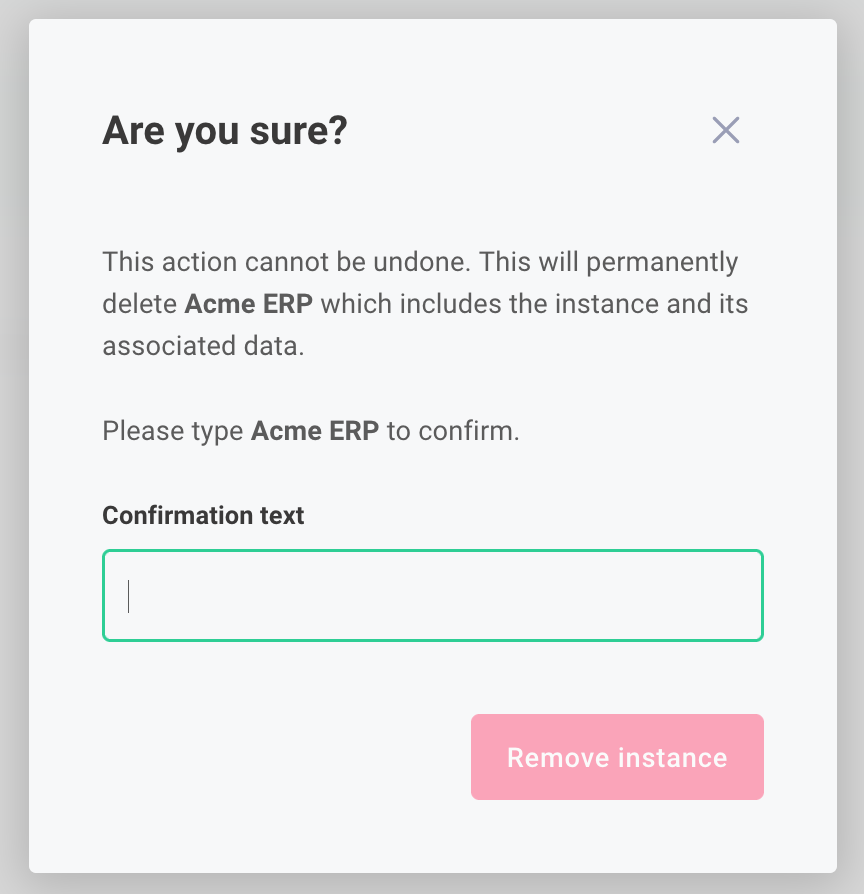 Are you sure?
This action cannot be undone. This will permanently
delete Acme ERP which includes the instance and its
associated data.
Please type Acme ERP to confirm.
Confirmation text
Remove instance